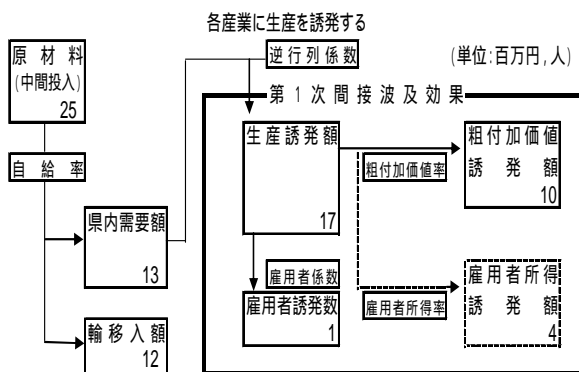 各産業に生産を誘発する
逆行列係数
(単位:百万円,人)
原材料
(中間投入)
25
第１次間接波及効果
生産誘発額
17
粗付加価値率
粗付加価値
誘発額
10
自給率
県内需要額
13
雇用者係数
雇用者誘発数
1
雇用者所得率
雇用者所得
誘発額
4
輸移入額
12